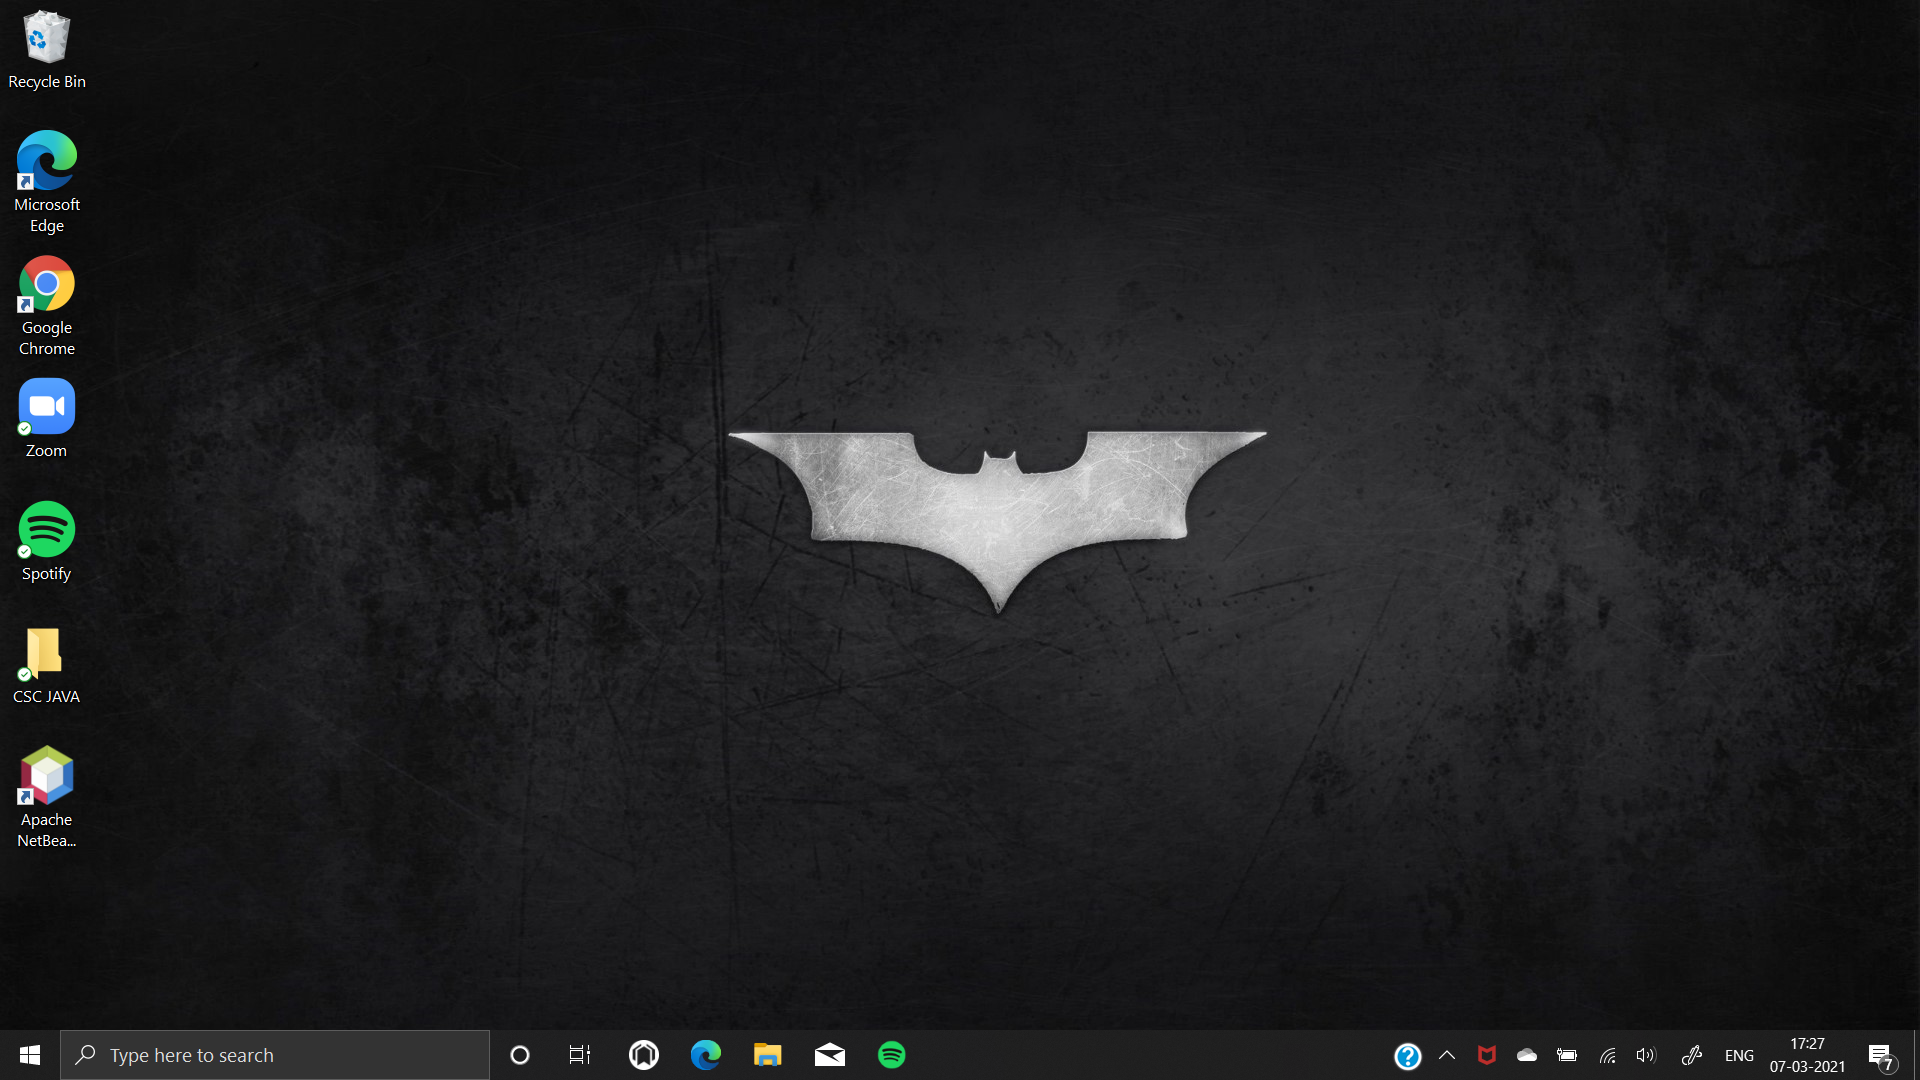 Recycle Bin
Microsoft
Edge
Google
Chrome
Zoom
Spotify
CSC JAVA
Apache
NetBea...
Type here to search
ENG
17:27
07-03-2021
7